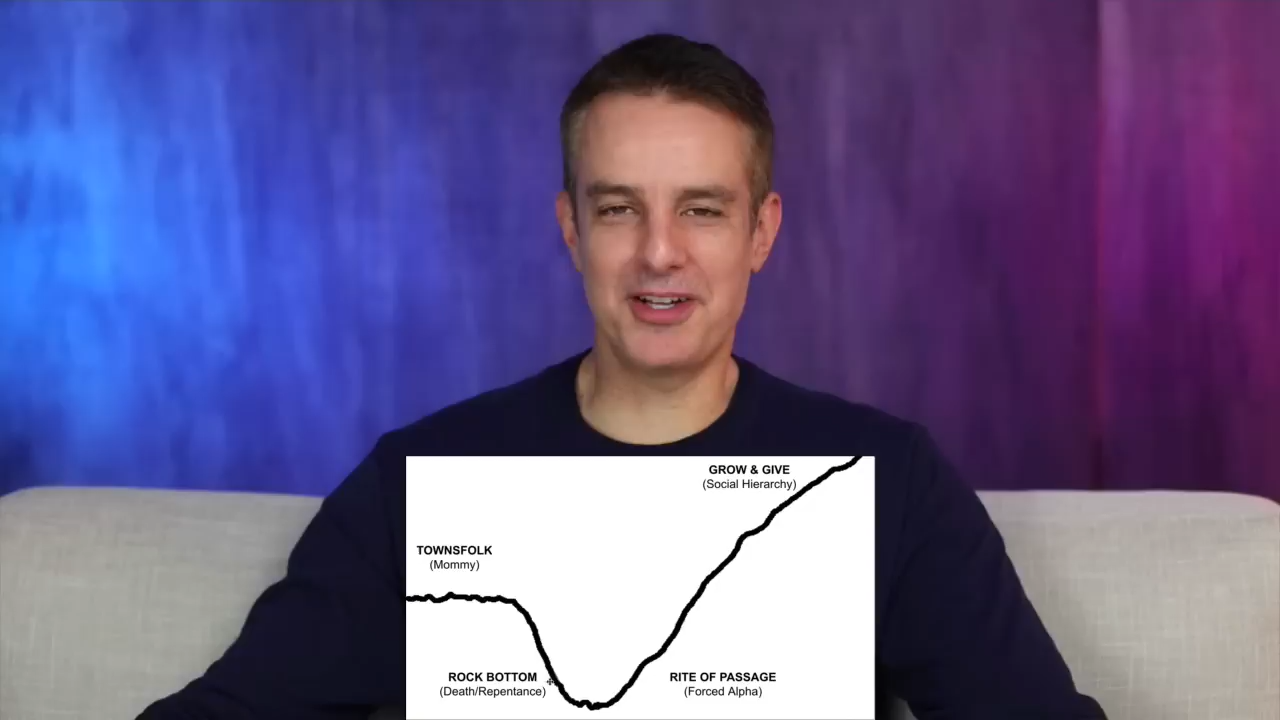 GROW & GIVE
(Social Hierarchy)
TOWNSFOLK
(Mommy)
ROCK BOTTOM
(Death/Repentance)
RITE OF PASSAGE
(Forced Alpha)